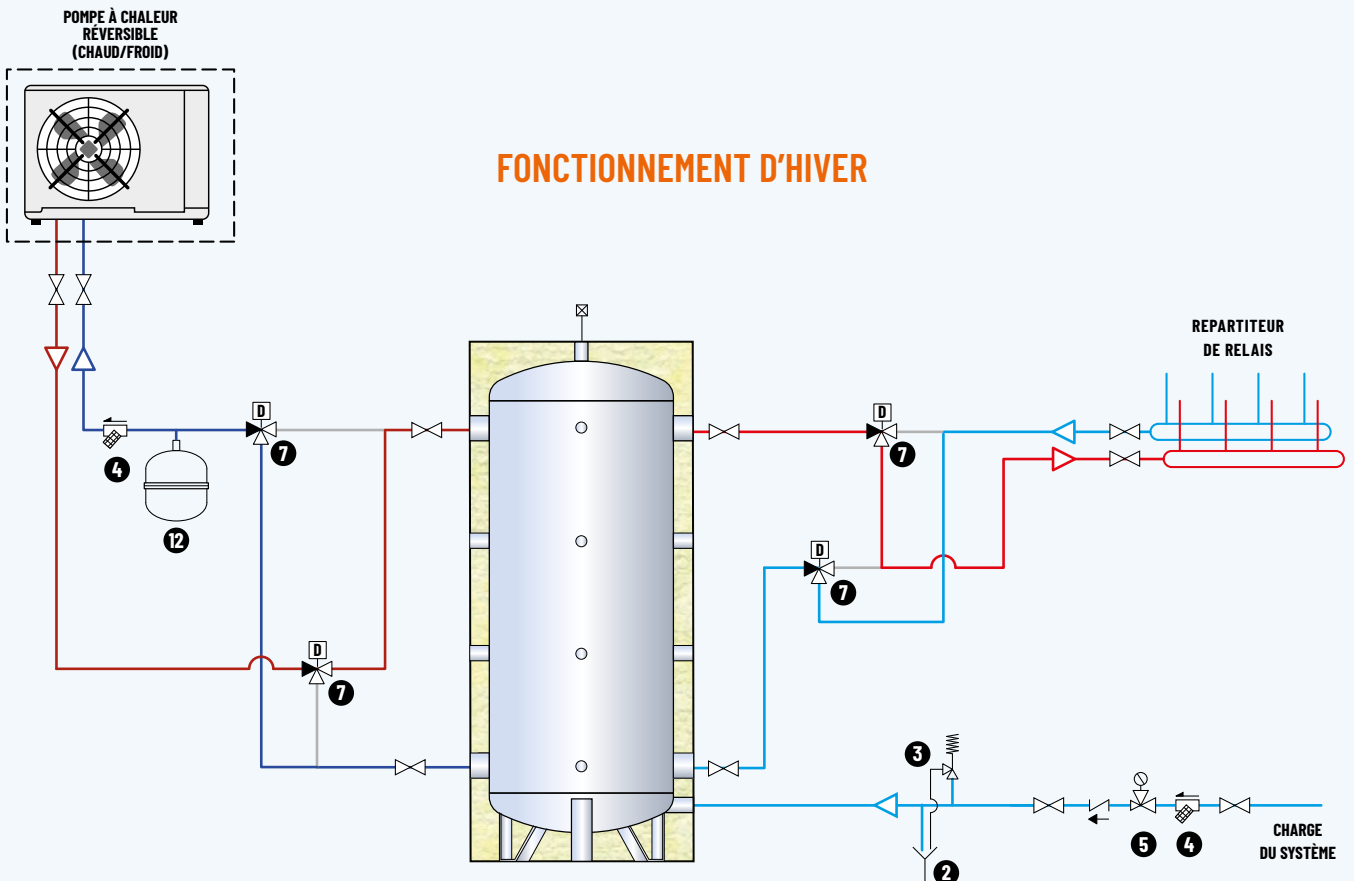 POMPE À CHALEUR
RÉVERSIBLE
(CHAUD/FROID)
FONCTIONNEMENT D'HIVER
REPARTITEUR
DE RELAIS
D
7
4
12
D
7
D
7
D
7
3
2
5
4
CHARGE
DU SYSTÈME